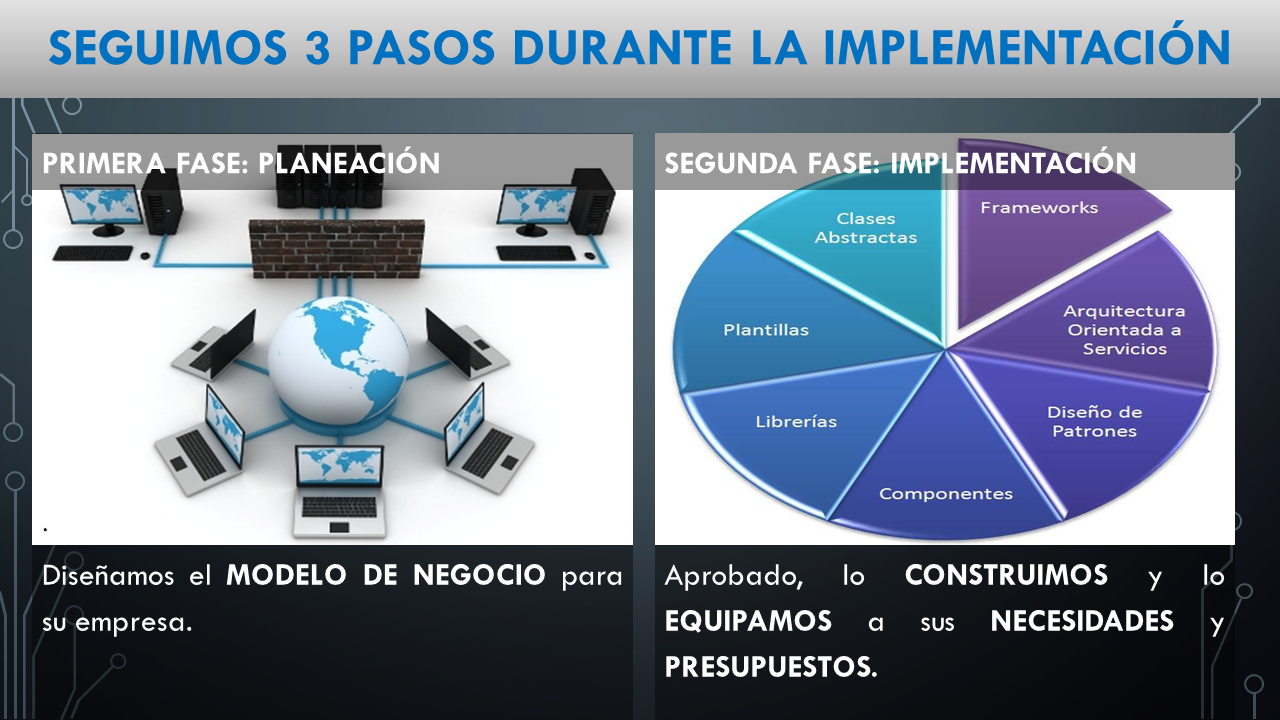 SEGUIMOS 3 PASOS DURANTE LA IMPLEMENTACIÓN
PRIMERA FASE: PLANEACIÓN
.
Diseñamos el MODELO DE NEGOCIO para
su empresa.
SEGUNDA FASE: IMPLEMENTACIÓN
Frameworks
Clases
Abstractas
Arquitectura
Orientada a
Servicios
Plantillas
Diseño de
Patrones
Librerías
Componentes
Aprobado, lo CONSTRUIMOS y lo
EQUIPAMOS a sus NECESIDADES y
PRESUPUESTOS.